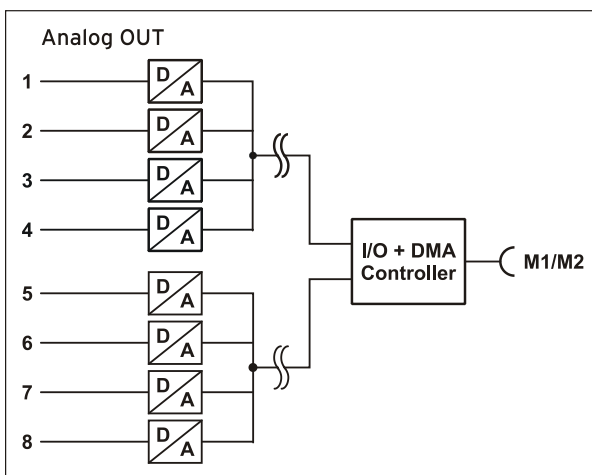 Analog OUT
1
D
A
2
D
A
3
D
A
4
D
A
I/O + DMA
Controller
M1/M2
5
D
A
6
D
A
7
D
A
8
D
A